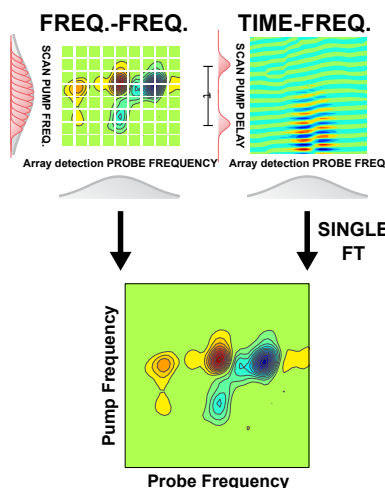 FREQ.-FREQ.
TIME-FREQ.
SCAN PUMP FREQ.
τ
SCAN PUMP DELAY
Array detection PROBE FREQUENCY
Array detection PROBE FREQ
SINGLE
FT
Pump Frequency
Probe Frequency